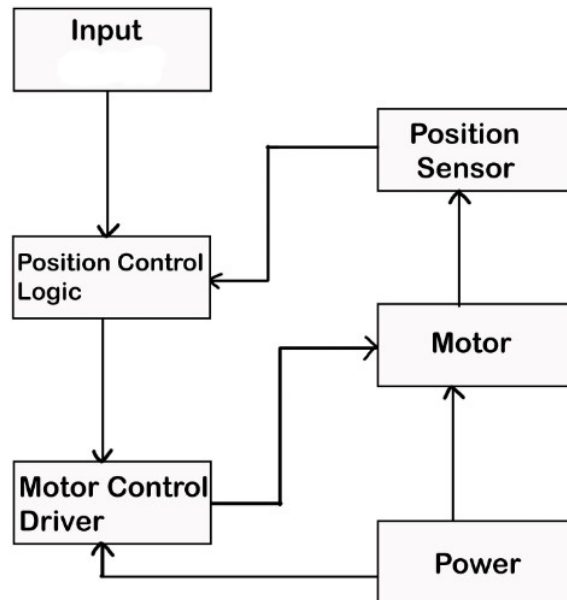 Input
Position
Sensor
Position Control
Logic
Motor
Motor Control
Driver
Power